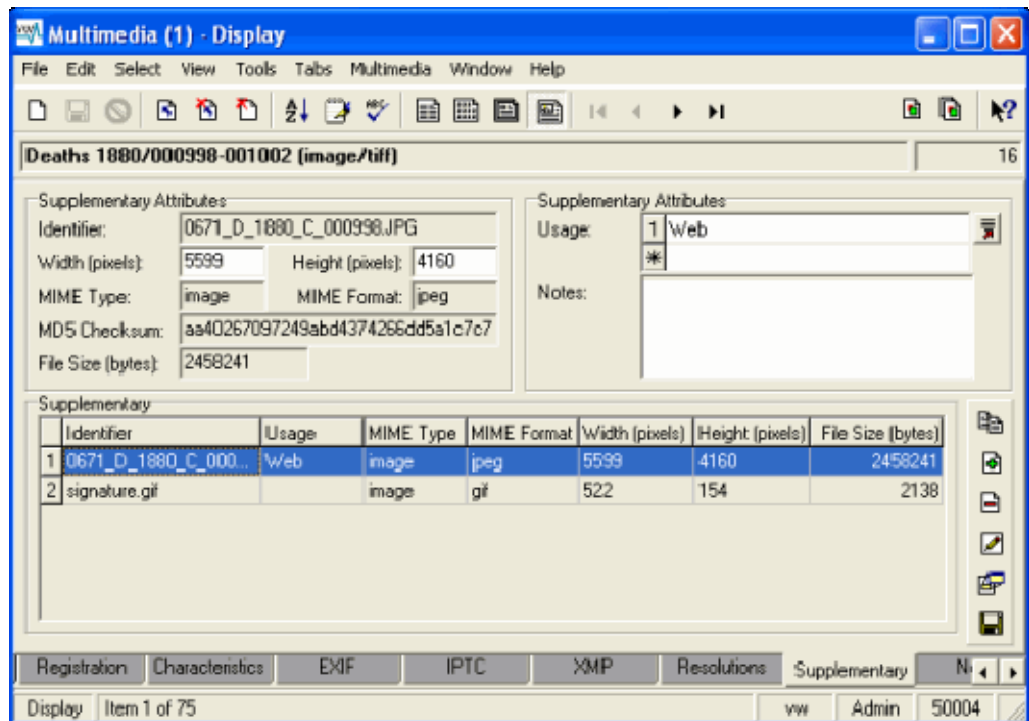 Multimedia (1) - Display
File Edit Select View Tools Tabs Multimedia Window Help
Deaths 1880/000998-001002 (image/tiff) 16
Supplementary Attributes
Identifier: 0671_D_1880_C_000998.JPG
Width (pixels): 5599 Height (pixels): 4160
MIME Type: image MIME Format: jpeg
MD5 Checksum: aa40267097249abd4374266dd5a1c7c7
File Size (bytes): 2458241
Supplementary Attributes
Usage: 1 Web
Notes:
Supplementary
Identifier Usage MIME Type MIME Format Width (pixels) Height (pixels) File Size (bytes)
1 0671_D_1880_C_000... Web image jpeg 5599 4160 2458241
2 signature.gif image gif 522 154 2138
Registration Characteristics EXIF IPTC XMP Resolutions Supplementary
Display Item 1 of 75 vw Admin 50004